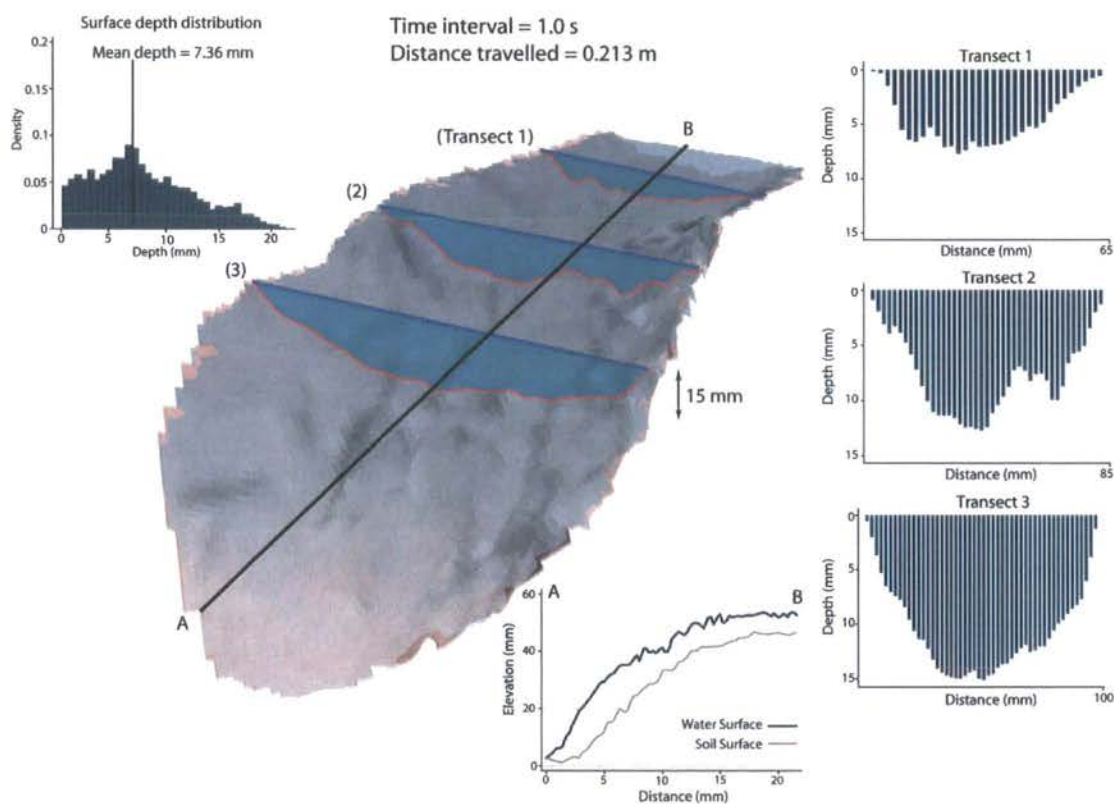 Surface depth distribution
Mean depth = 7.36 mm
0.2
0.15
0.1
0.05
0
Density
0
5
10
15
20
Depth (mm)
Time interval = 1.0 s
Distance travelled = 0.213 m
(Transect 1)
B
(2)
(3)
15 mm
A
Transect 1
0
5
10
15
Depth (mm)
Distance (mm)
65
Transect 2
0
5
10
15
Depth (mm)
Distance (mm)
85
Transect 3
0
5
10
15
Depth (mm)
Distance (mm)
100
A
B
60
40
20
0
Elevation (mm)
Water Surface
Soil Surface
0
5
10
15
20
Distance (mm)